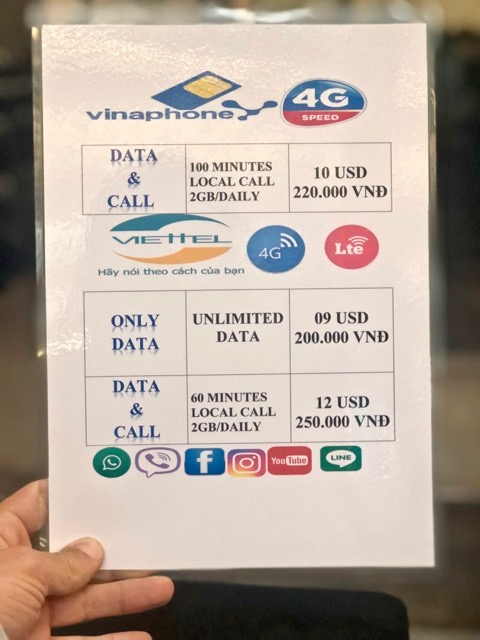 vinaphone
4G
SPEED
DATA
&
CALL
100 MINUTES
LOCAL CALL
2GB/DAILY
10 USD
220.000 VNĐ
VIETTEL
Hãy nói theo cách của bạn
4G
Lte
ONLY
DATA
UNLIMITED
DATA
09 USD
200.000 VNĐ
DATA
&
CALL
60 MINUTES
LOCAL CALL
2GB/DAILY
12 USD
250.000 VNĐ
f
YouTube
LINE